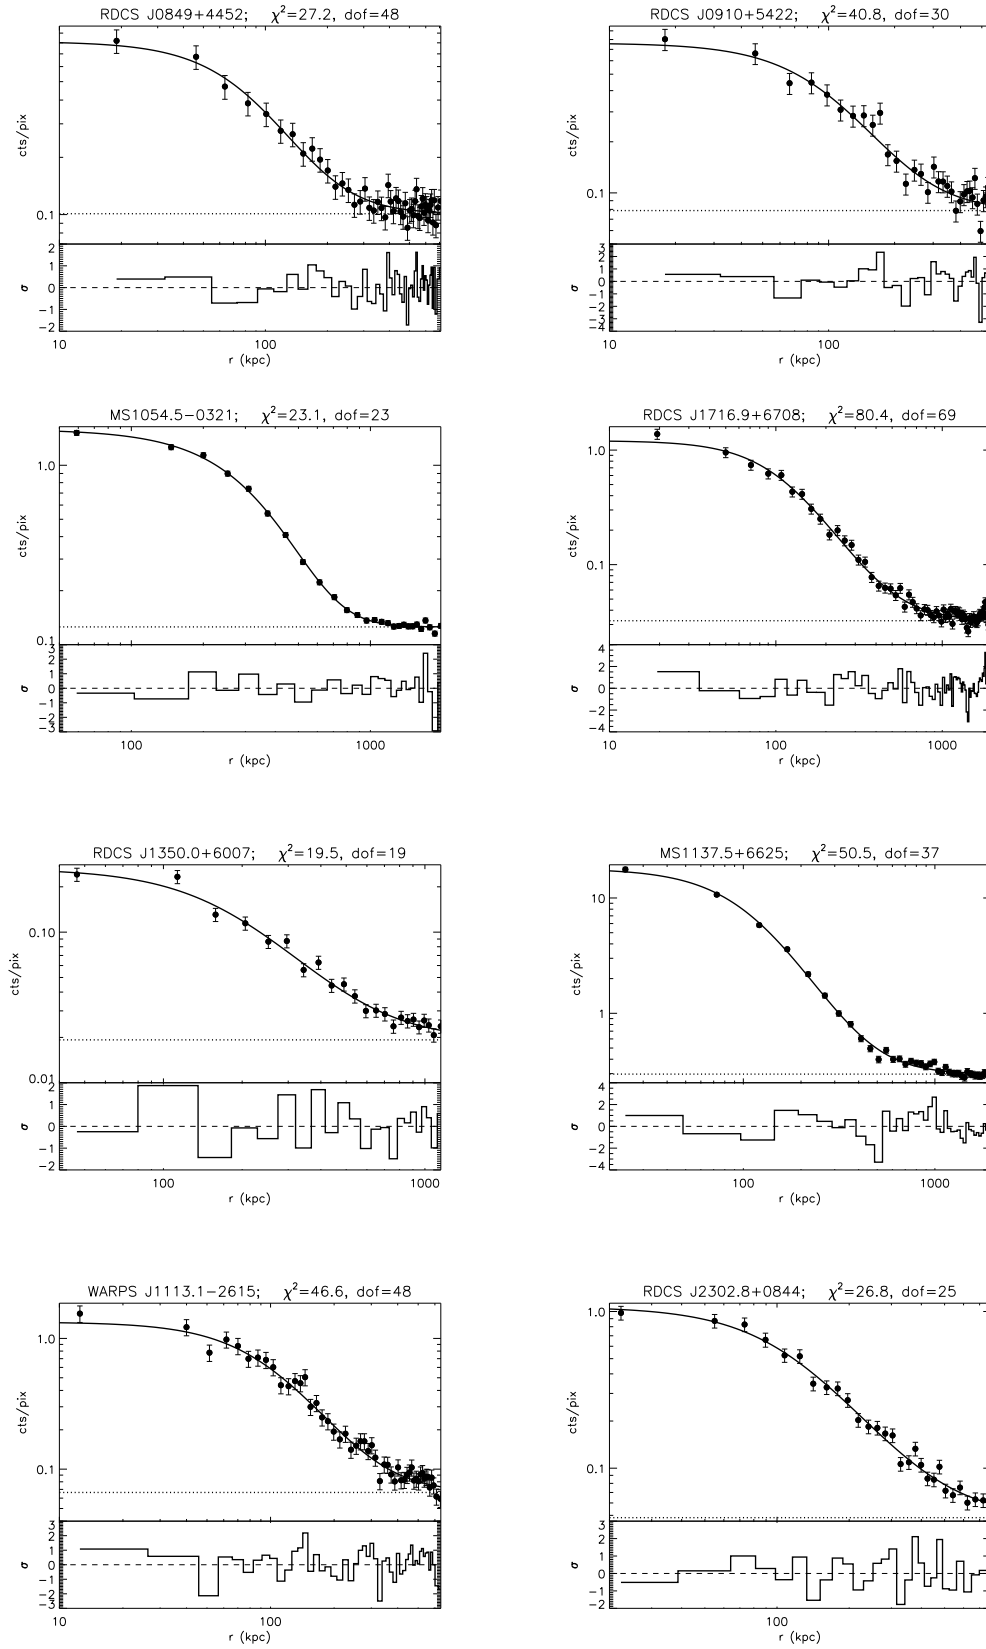 RDCS J0849+4452; χ²=27.2, dof=48
cts/pix
0.1
2
1
0
−1
−2
σ
10
100
r (kpc)
RDCS J0910+5422; χ²=40.8, dof=30
cts/pix
0.1
3
2
1
0
−1
−2
−3
−4
σ
10
100
r (kpc)
MS1054.5−0321; χ²=23.1, dof=23
cts/pix
1.0
0.1
3
2
1
0
−1
−2
−3
σ
100
1000
r (kpc)
RDCS J1716.9+6708; χ²=80.4, dof=69
cts/pix
1.0
0.1
4
2
0
−2
−4
σ
10
100
1000
r (kpc)
RDCS J1350.0+6007; χ²=19.5, dof=19
cts/pix
0.10
0.01
2
1
0
−1
−2
σ
100
1000
r (kpc)
MS1137.5+6625; χ²=50.5, dof=37
cts/pix
10
1
4
2
0
−2
−4
σ
100
1000
r (kpc)
WARPS J1113.1−2615; χ²=46.6, dof=48
cts/pix
1.0
0.1
3
2
1
0
−1
−2
−3
σ
10
100
r (kpc)
RDCS J2302.8+0844; χ²=26.8, dof=25
cts/pix
1.0
0.1
3
2
1
0
−1
−2
σ
100
r (kpc)